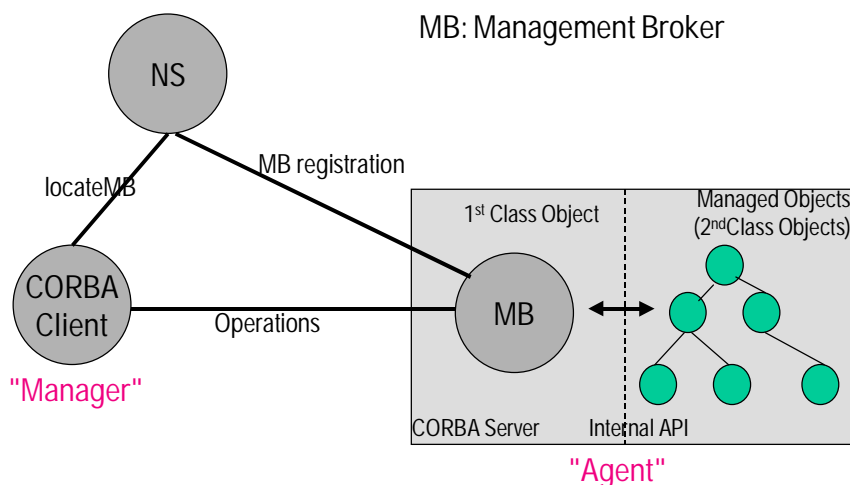 MB: Management Broker
NS
MB registration
locateMB
1st Class Object
Managed Objects
(2ndClass Objects)
CORBA
Client
Operations
MB
"Manager"
CORBA Server
Internal API
"Agent"